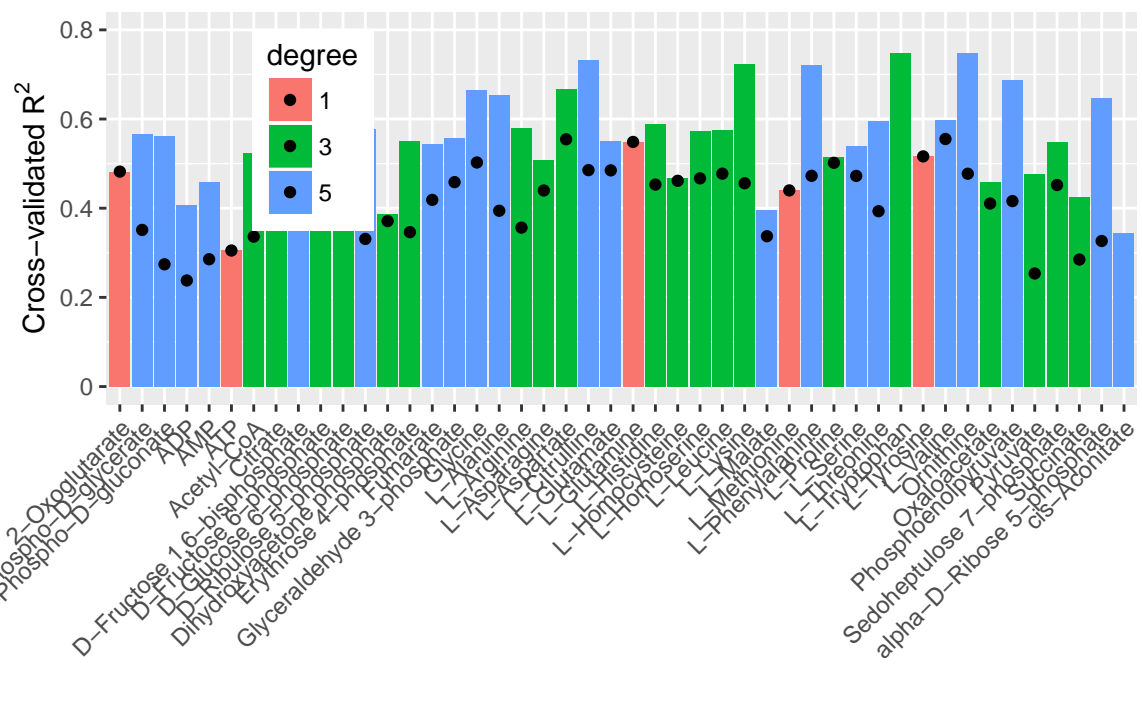 Cross−validated R2
0.8
0.6
0.4
0.2
0
degree
1
3
5
2−Oxoglutarate
ADP
AMP
ATP
Acetyl−CoA
Citrate
D−Fructose 1,6−bisphosphate
D−Fructose 6−phosphate
D−Glucose 6−phosphate
D−Ribulose 5−phosphate
Dihydroxyacetone phosphate
Erythrose 4−phosphate
Fumarate
Glyceraldehyde 3−phosphate
Glycine
L−Alanine
L−Arginine
L−Asparagine
L−Aspartate
L−Citrulline
L−Glutamate
L−Glutamine
L−Histidine
L−Homocysteine
L−Homoserine
L−Leucine
L−Lysine
L−Malate
L−Methionine
L−Phenylalanine
L−Proline
L−Serine
L−Threonine
L−Tryptophan
L−Tyrosine
L−Valine
Ornithine
Oxaloacetate
Phosphoenolpyruvate
Pyruvate
Sedoheptulose 7−phosphate
Succinate
alpha−D−Ribose 5−phosphate
cis−Aconitate